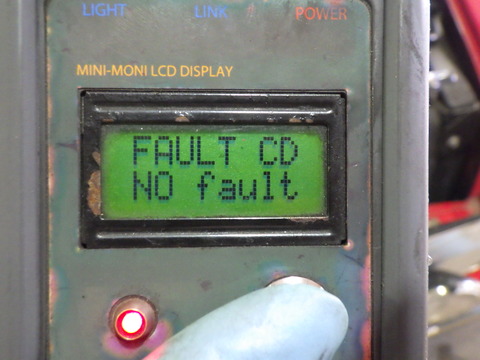 LIGHT LINK POWER
MINI-MONI LCD DISPLAY
FAULT CD
NO fault